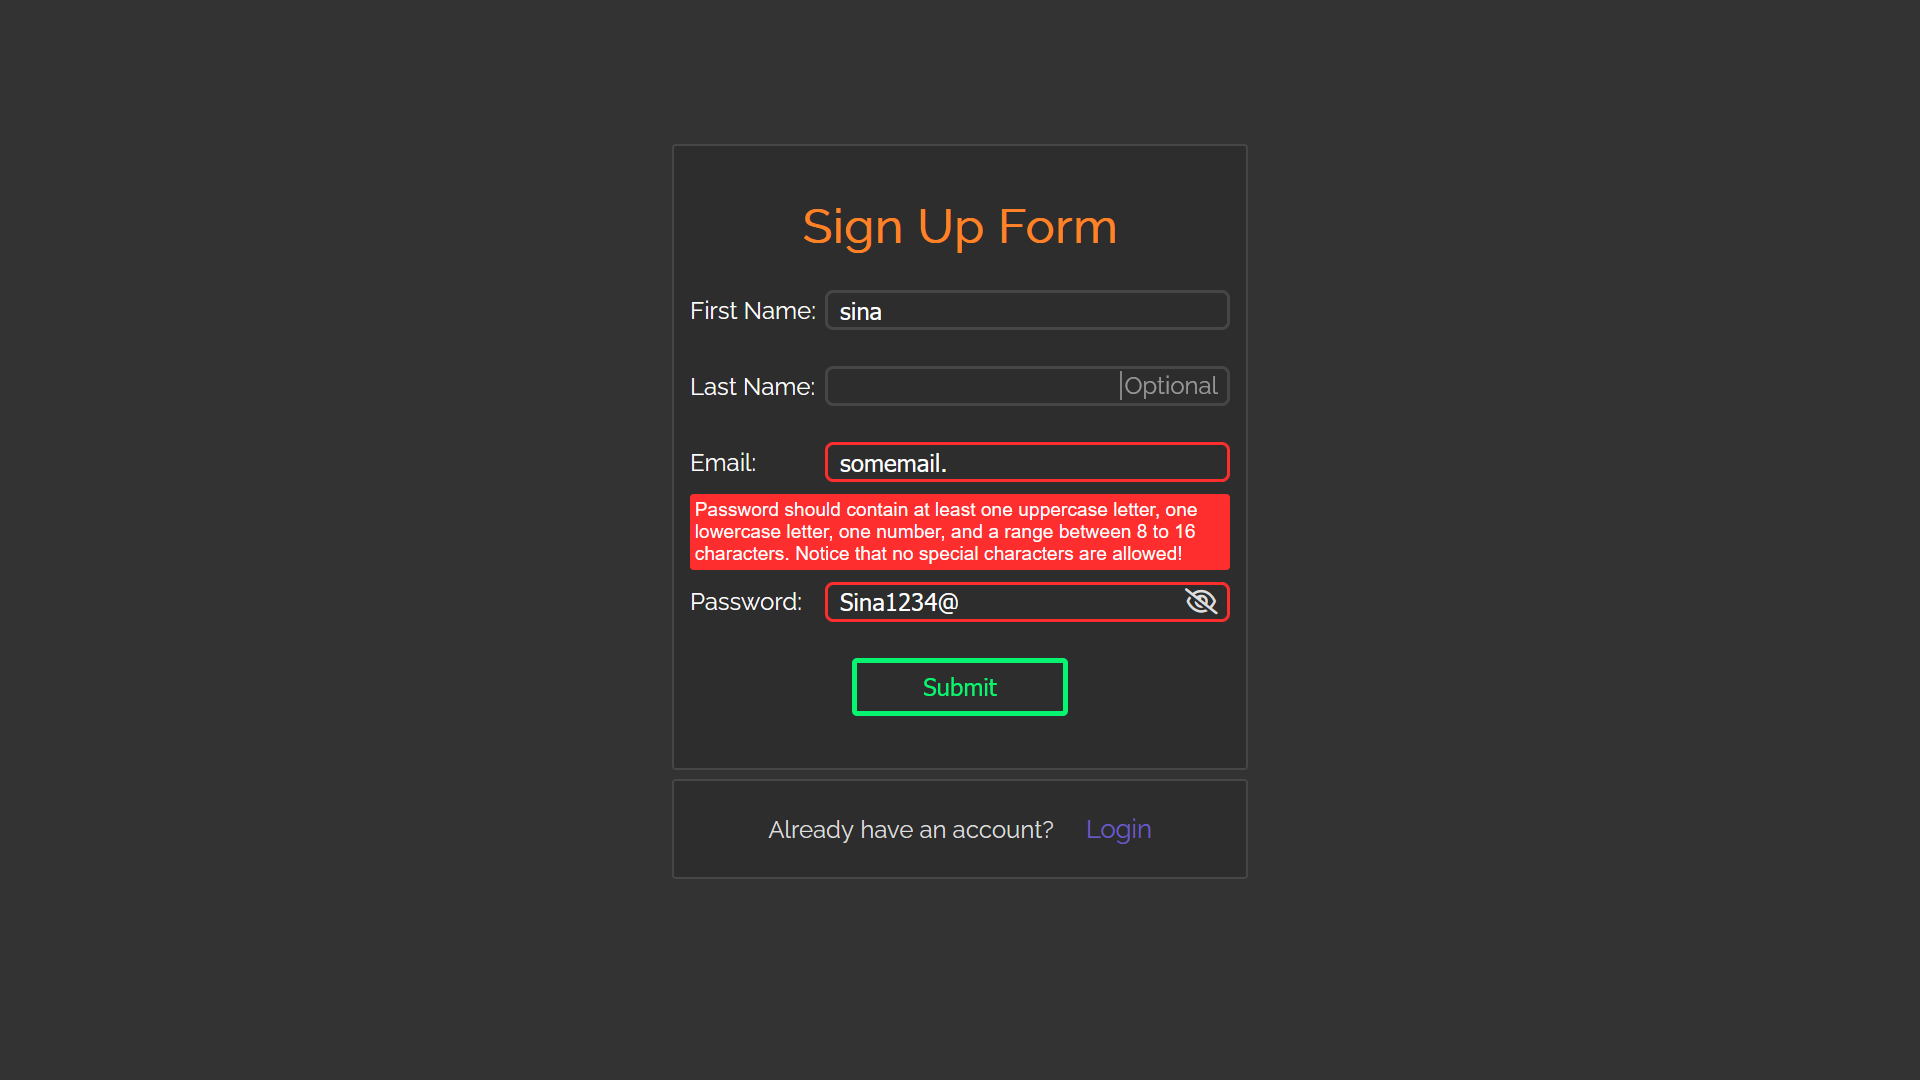 Sign Up Form
First Name: sina
Last Name: Optional
Email: somemail.
Password should contain at least one uppercase letter, one
lowercase letter, one number, and a range between 8 to 16
characters. Notice that no special characters are allowed!
Password: Sina1234@
Submit
Already have an account? Login